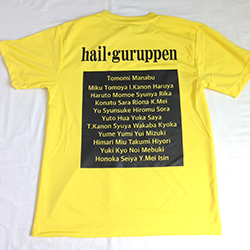 hail·guruppen
Tomomi Manabu
Miku Tomoya I.Kanon Haruya
Haruto Momoe Syunya Rika
Konatu Sara Riona K.Mei
Yu Syunsuke Hiromu Sora
Yuto Hua Yuka Saya
T.Kanon Syuya Wakaba Kyoka
Yume Yumi Yui Mizuki
Himari Miu Takumi Hiyori
Yuki Kyo Noi Mebuki
Honoka Seiya Y.Mei Isin